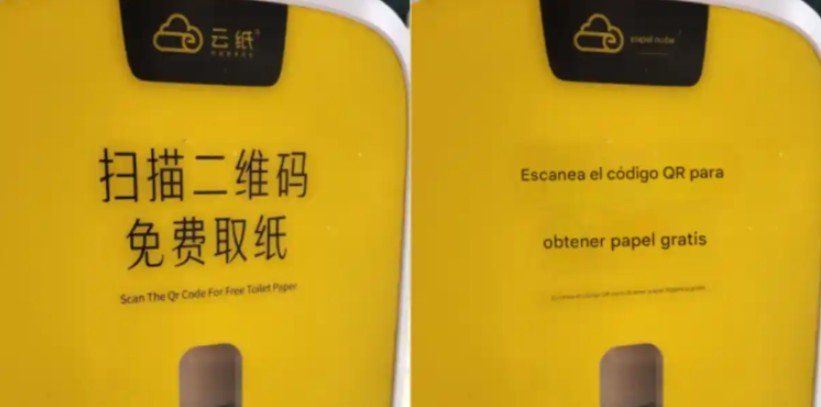 云纸
扫描二维码
免费取纸
Scan The Qr Code For Free Toilet Paper
papel nube
Escanea el código QR para
obtener papel gratis